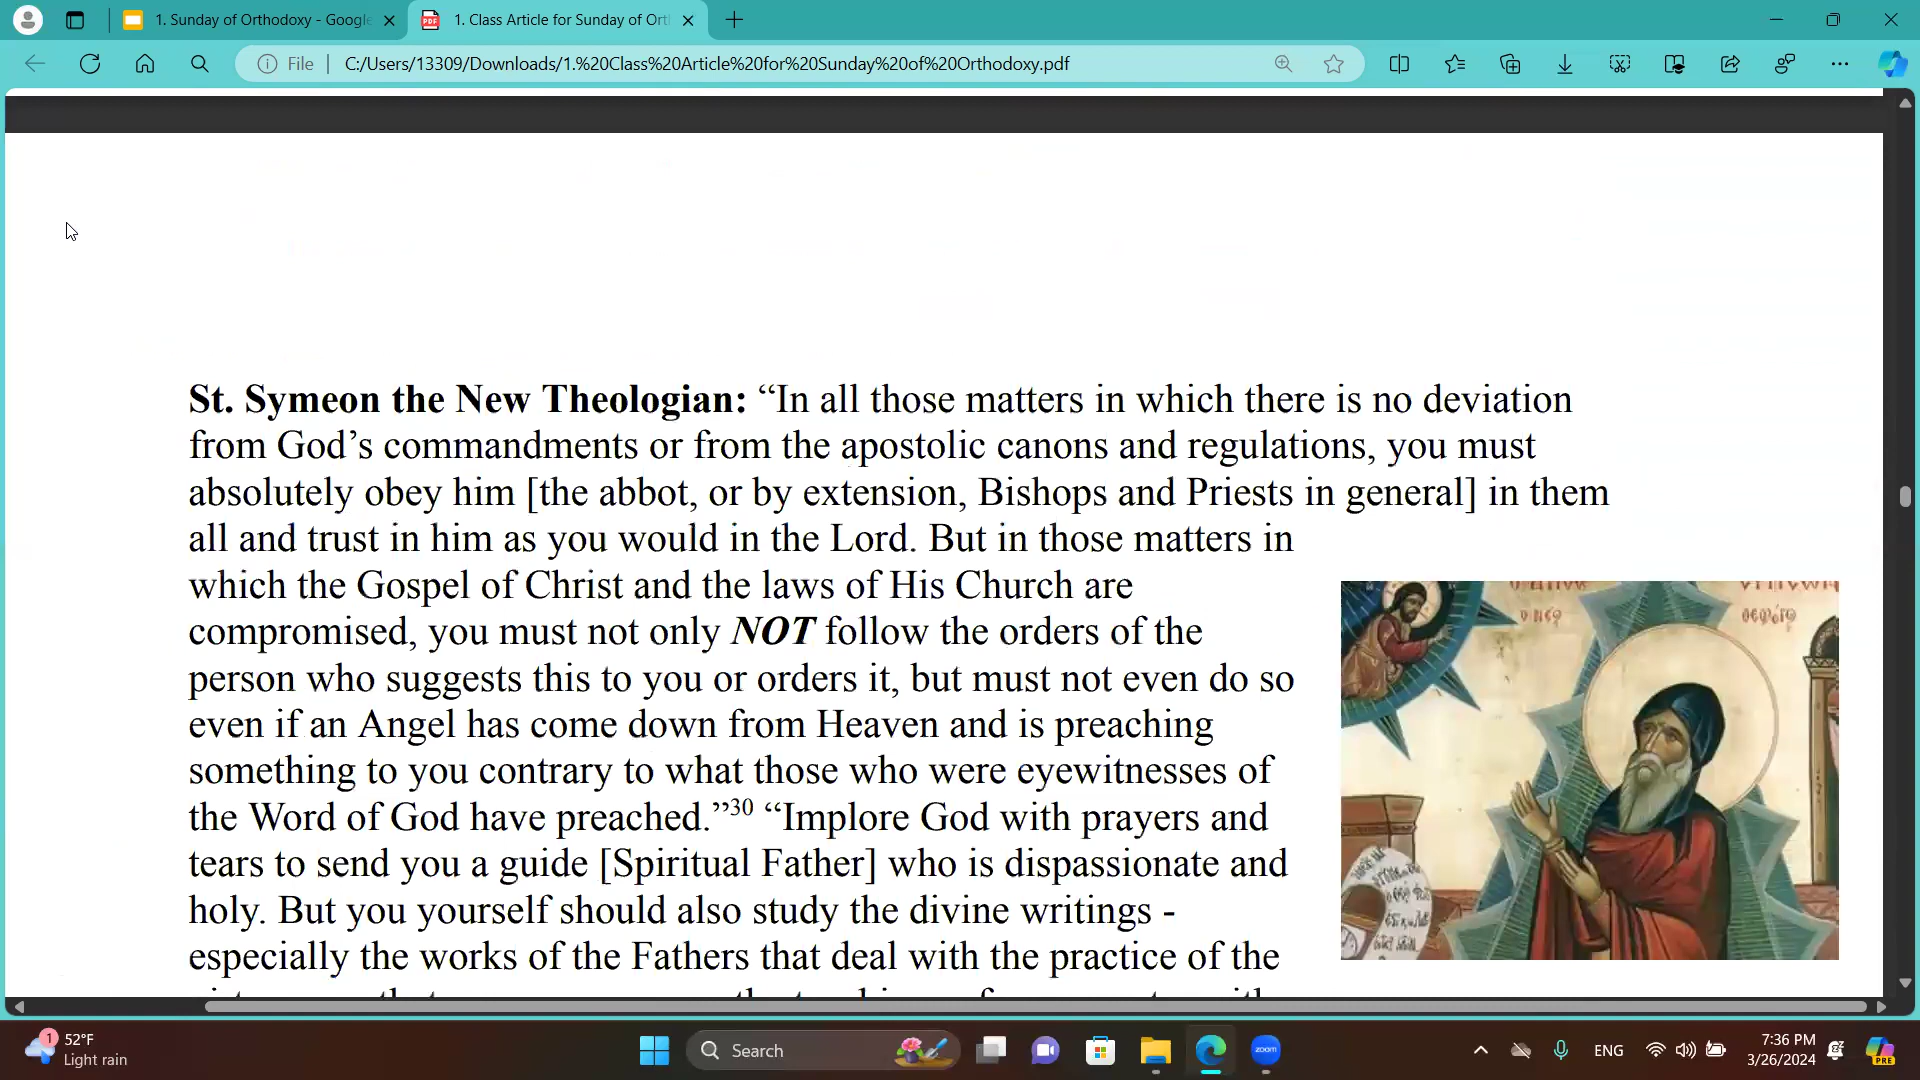 1. Sunday of Orthodoxy - Google
1. Class Article for Sunday of Ort
File
C:/Users/13309/Downloads/1.%20Class%20Article%20for%20Sunday%20of%20Orthodoxy.pdf
St. Symeon the New Theologian: “In all those matters in which there is no deviation
from God’s commandments or from the apostolic canons and regulations, you must
absolutely obey him [the abbot, or by extension, Bishops and Priests in general] in them
all and trust in him as you would in the Lord. But in those matters in
which the Gospel of Christ and the laws of His Church are
compromised, you must not only NOT follow the orders of the
person who suggests this to you or orders it, but must not even do so
even if an Angel has come down from Heaven and is preaching
something to you contrary to what those who were eyewitnesses of
the Word of God have preached.”30 “Implore God with prayers and
tears to send you a guide [Spiritual Father] who is dispassionate and
holy. But you yourself should also study the divine writings -
especially the works of the Fathers that deal with the practice of the
ο νεο
1
52°F
Light rain
Search
zoom
ENG
7:36 PM
3/26/2024
PRE